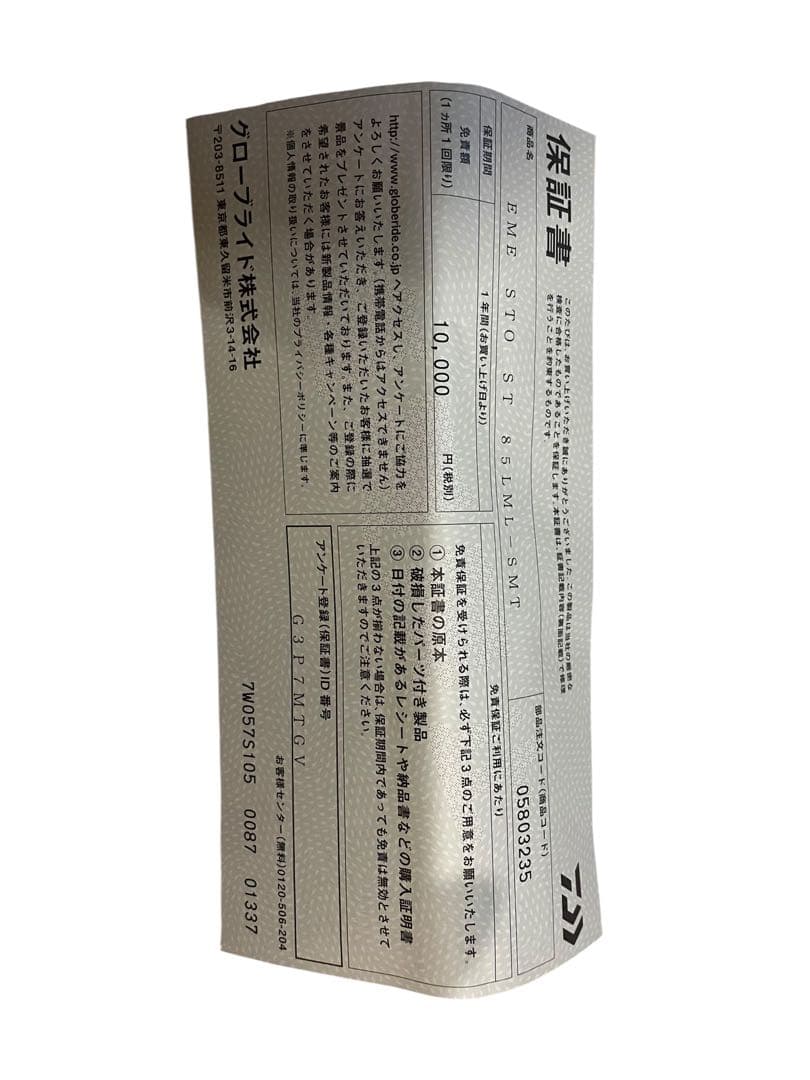 保証書
このたびは、お買い上げいただき誠にありがとうございました この製品は当社の厳密な
検査に合格したものであることを保証します。本証書は、証書記載内容(裏面記載)で修理
を行うことを約束するものです。
商品名
EME STO ST 85LML-SMT
部品注文コード(商品コード)
05803235
保証期間
1年間(お買い上げ日より)
免責額
(1ヵ所1回限り)
10,000
円(税別)
免責保証ご利用にあたり
免責保証を受けられる際は、必ず下記3点のご用意をお願いいたします。
① 本証書の原本
② 破損したパーツ付き製品
③ 日付の記載があるレシートや納品書などの購入証明書
上記の3点が揃わない場合は、保証期間内であっても免責は無効とさせて
いただきますのでご注意ください。
http://www.globeride.co.jp へアクセスし、アンケートにご協力を
よろしくお願いいたします。(携帯電話からはアクセスできません)
アンケートにお答えいただき、ご登録いただいたお客様に抽選で
景品をプレゼントさせていただいております。また、ご登録の際に
希望されたお客様には新製品情報・各種キャンペーン等のご案内
をさせていただく場合があります。
※個人情報の取り扱いについては、当社のプライバシーポリシーに準じます。
アンケート登録(保証書)ID番号
G3P7MTGV
グローブライド株式会社
〒203-8511 東京都東久留米市前沢3-14-16
お客様センター(無料)0120-506-204
7W057S105 0087 01337